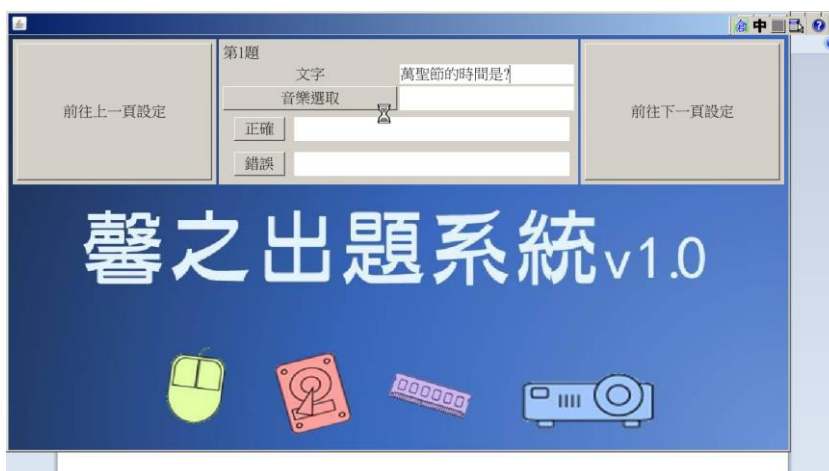 中
第1題
文字
萬聖節的時間是?
音樂選取
前往上一頁設定
前往下一頁設定
正確
錯誤
馨之出題系統v1.0